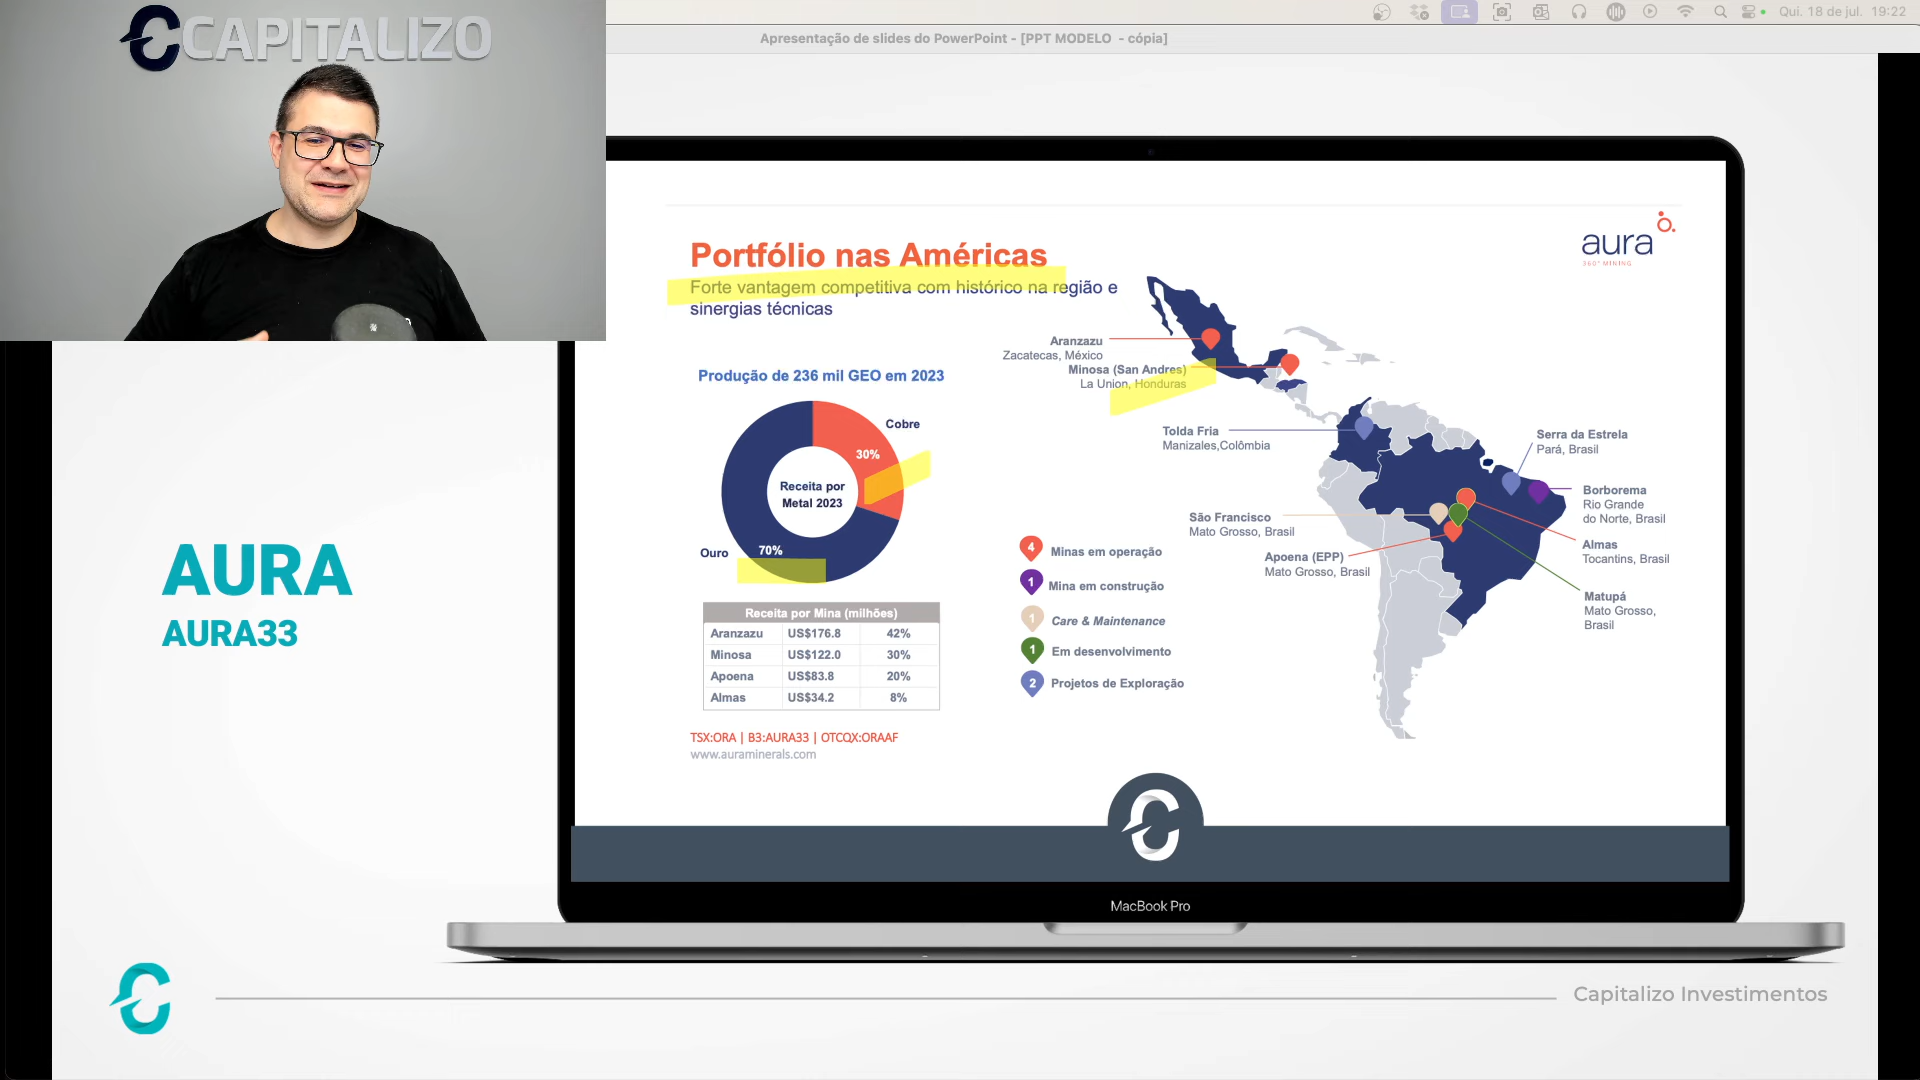 CAPITALIZO
Qui. 18 de jul. 19:22
Apresentação de slides do PowerPoint - [PPT MODELO - cópia]
AURA
AURA33
Portfólio nas Américas
Forte vantagem competitiva com histórico na região e
sinergias técnicas
aura
360° MINING
Produção de 236 mil GEO em 2023
Cobre
30%
Receita por
Metal 2023
Ouro
70%
Receita por Mina (milhões)
Aranzazu US$176.8 42%
Minosa US$122.0 30%
Apoena US$83.8 20%
Almas US$34.2 8%
TSX:ORA | B3:AURA33 | OTCQX:ORAAF
www.auraminerals.com
4 Minas em operação
1 Mina em construção
1 Care & Maintenance
1 Em desenvolvimento
2 Projetos de Exploração
Aranzazu
Zacatecas, México
Minosa (San Andres)
La Union, Honduras
Tolda Fria
Manizales,Colômbia
São Francisco
Mato Grosso, Brasil
Apoena (EPP)
Mato Grosso, Brasil
Serra da Estrela
Pará, Brasil
Borborema
Rio Grande
do Norte, Brasil
Almas
Tocantins, Brasil
Matupá
Mato Grosso,
Brasil
MacBook Pro
Capitalizo Investimentos